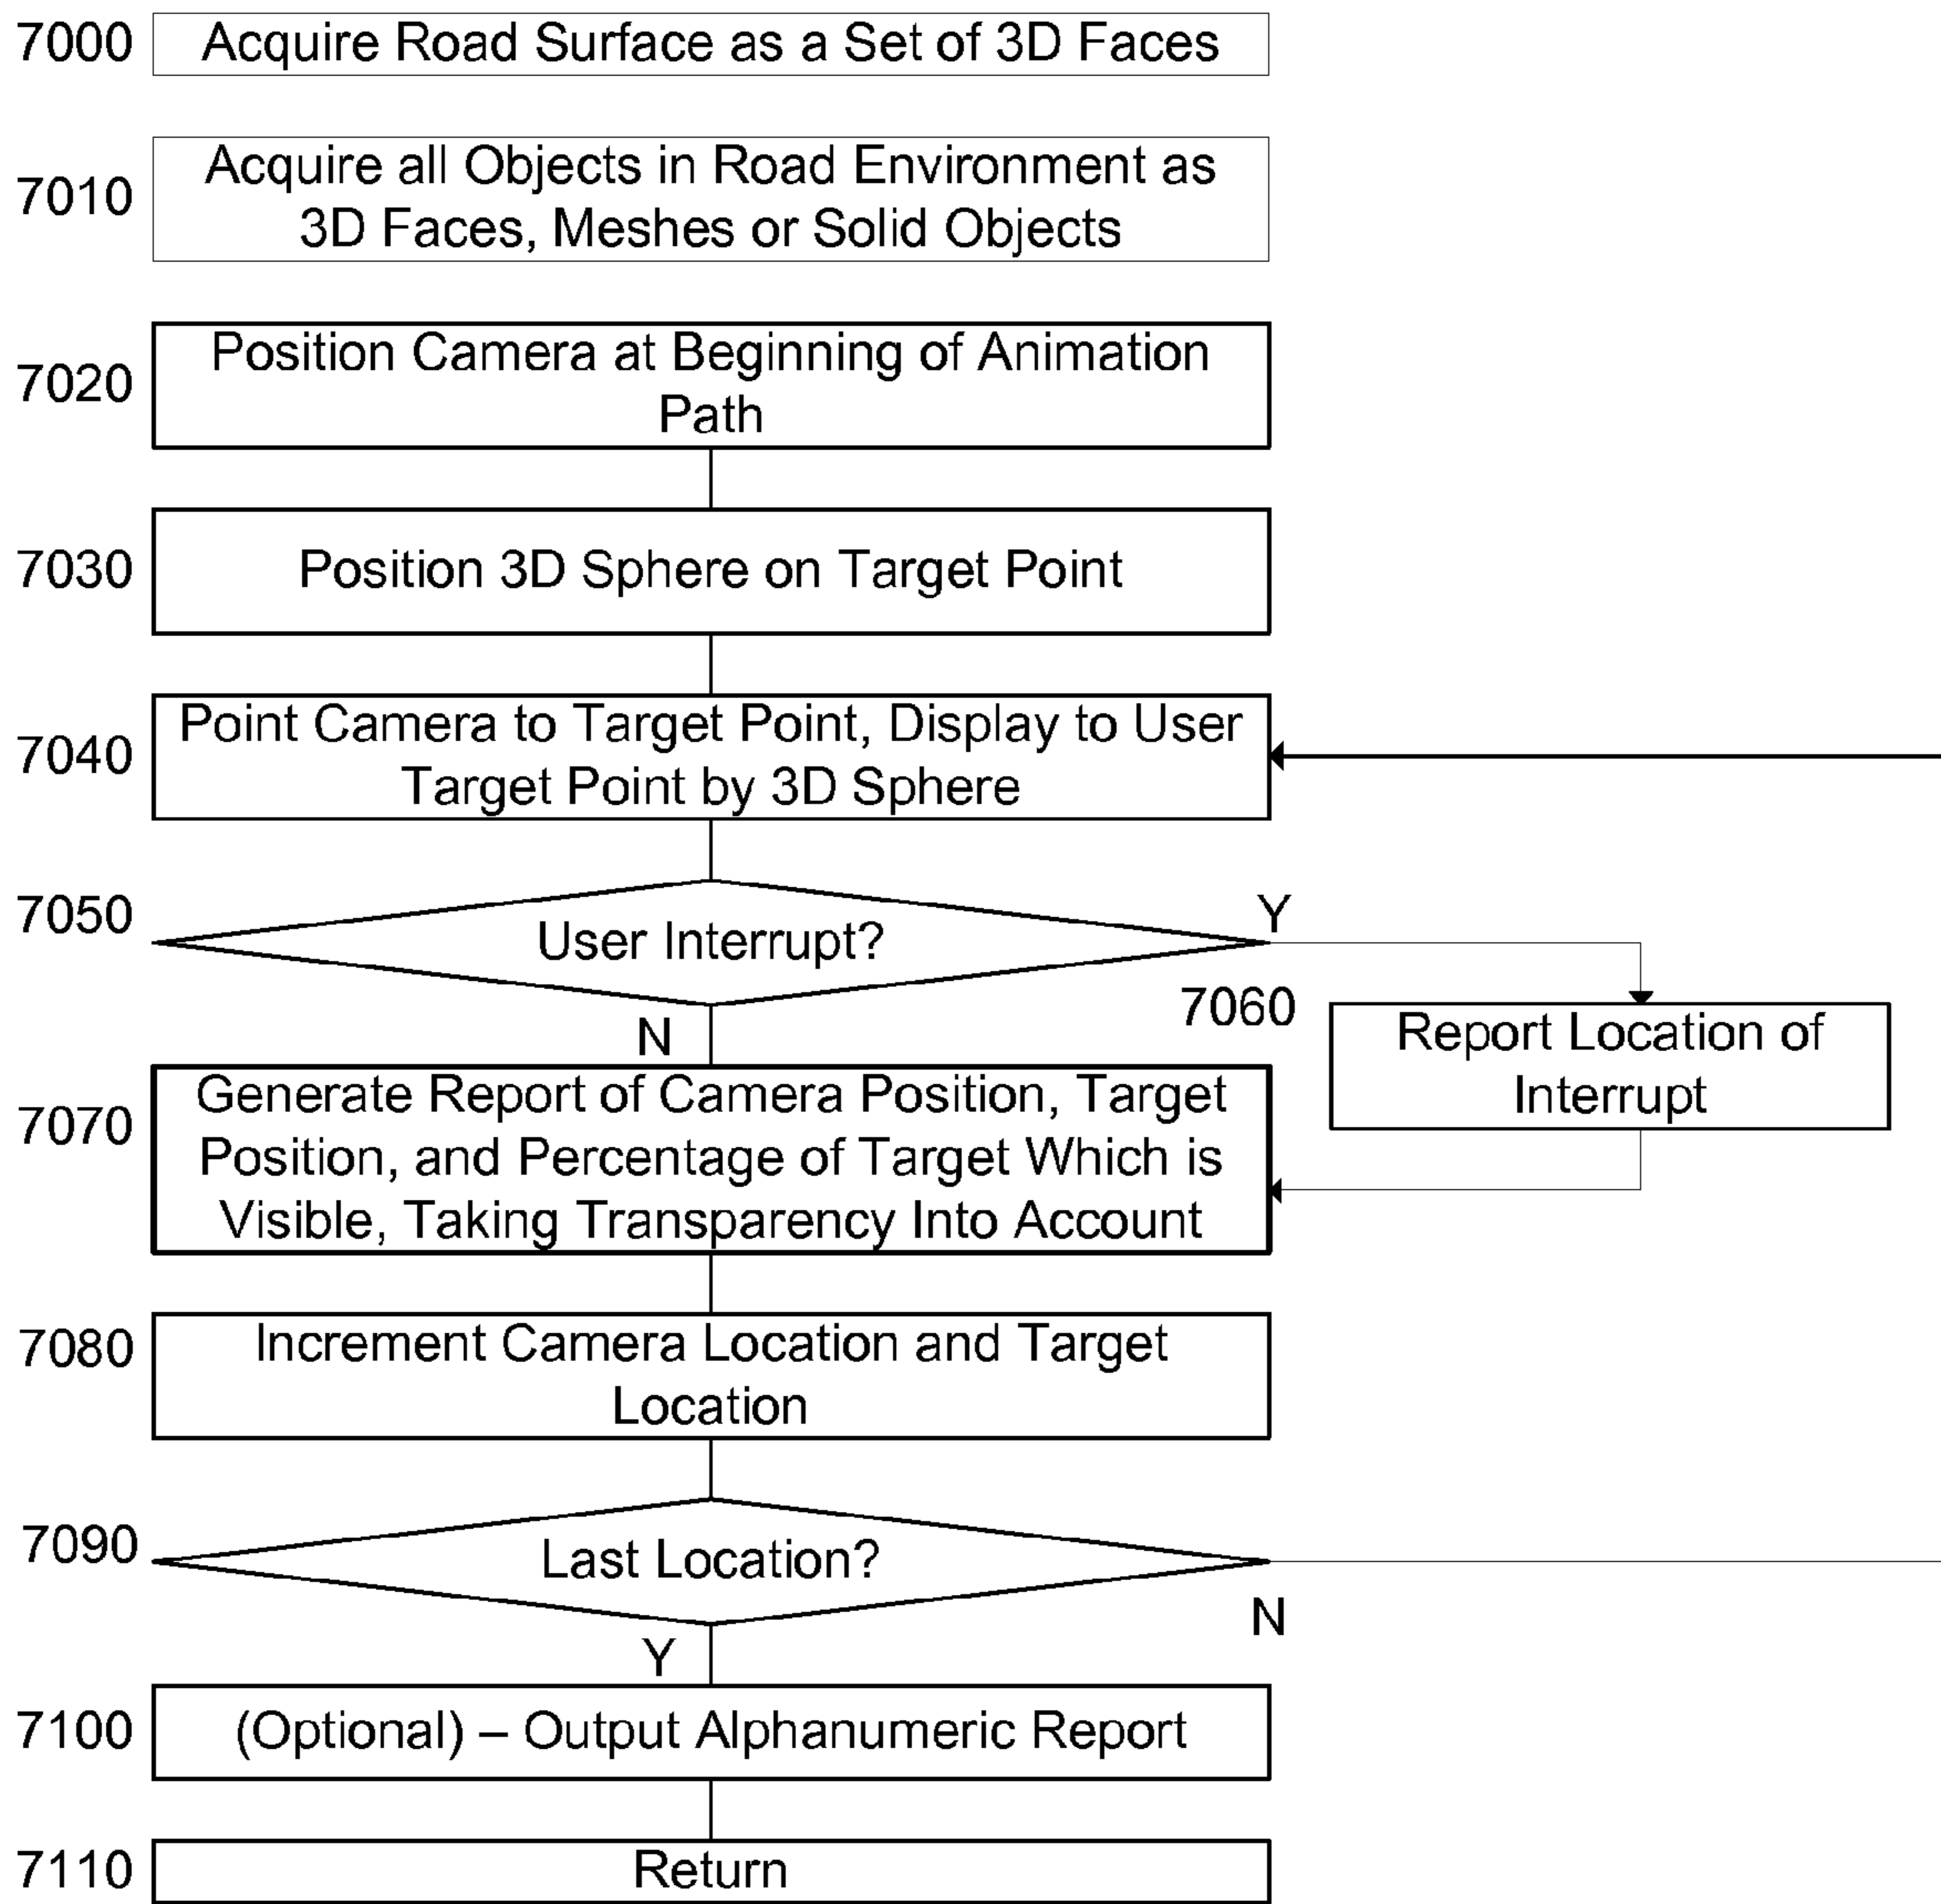 7000
Acquire Road Surface as a Set of 3D Faces
7010
Acquire all Objects in Road Environment as
3D Faces, Meshes or Solid Objects
7020
Position Camera at Beginning of Animation
Path
7030
Position 3D Sphere on Target Point
7040
Point Camera to Target Point, Display to User
Target Point by 3D Sphere
7050
User Interrupt?
Y
N
7060
Report Location of
Interrupt
7070
Generate Report of Camera Position, Target
Position, and Percentage of Target Which is
Visible, Taking Transparency Into Account
7080
Increment Camera Location and Target
Location
7090
Last Location?
N
Y
7100
(Optional) – Output Alphanumeric Report
7110
Return